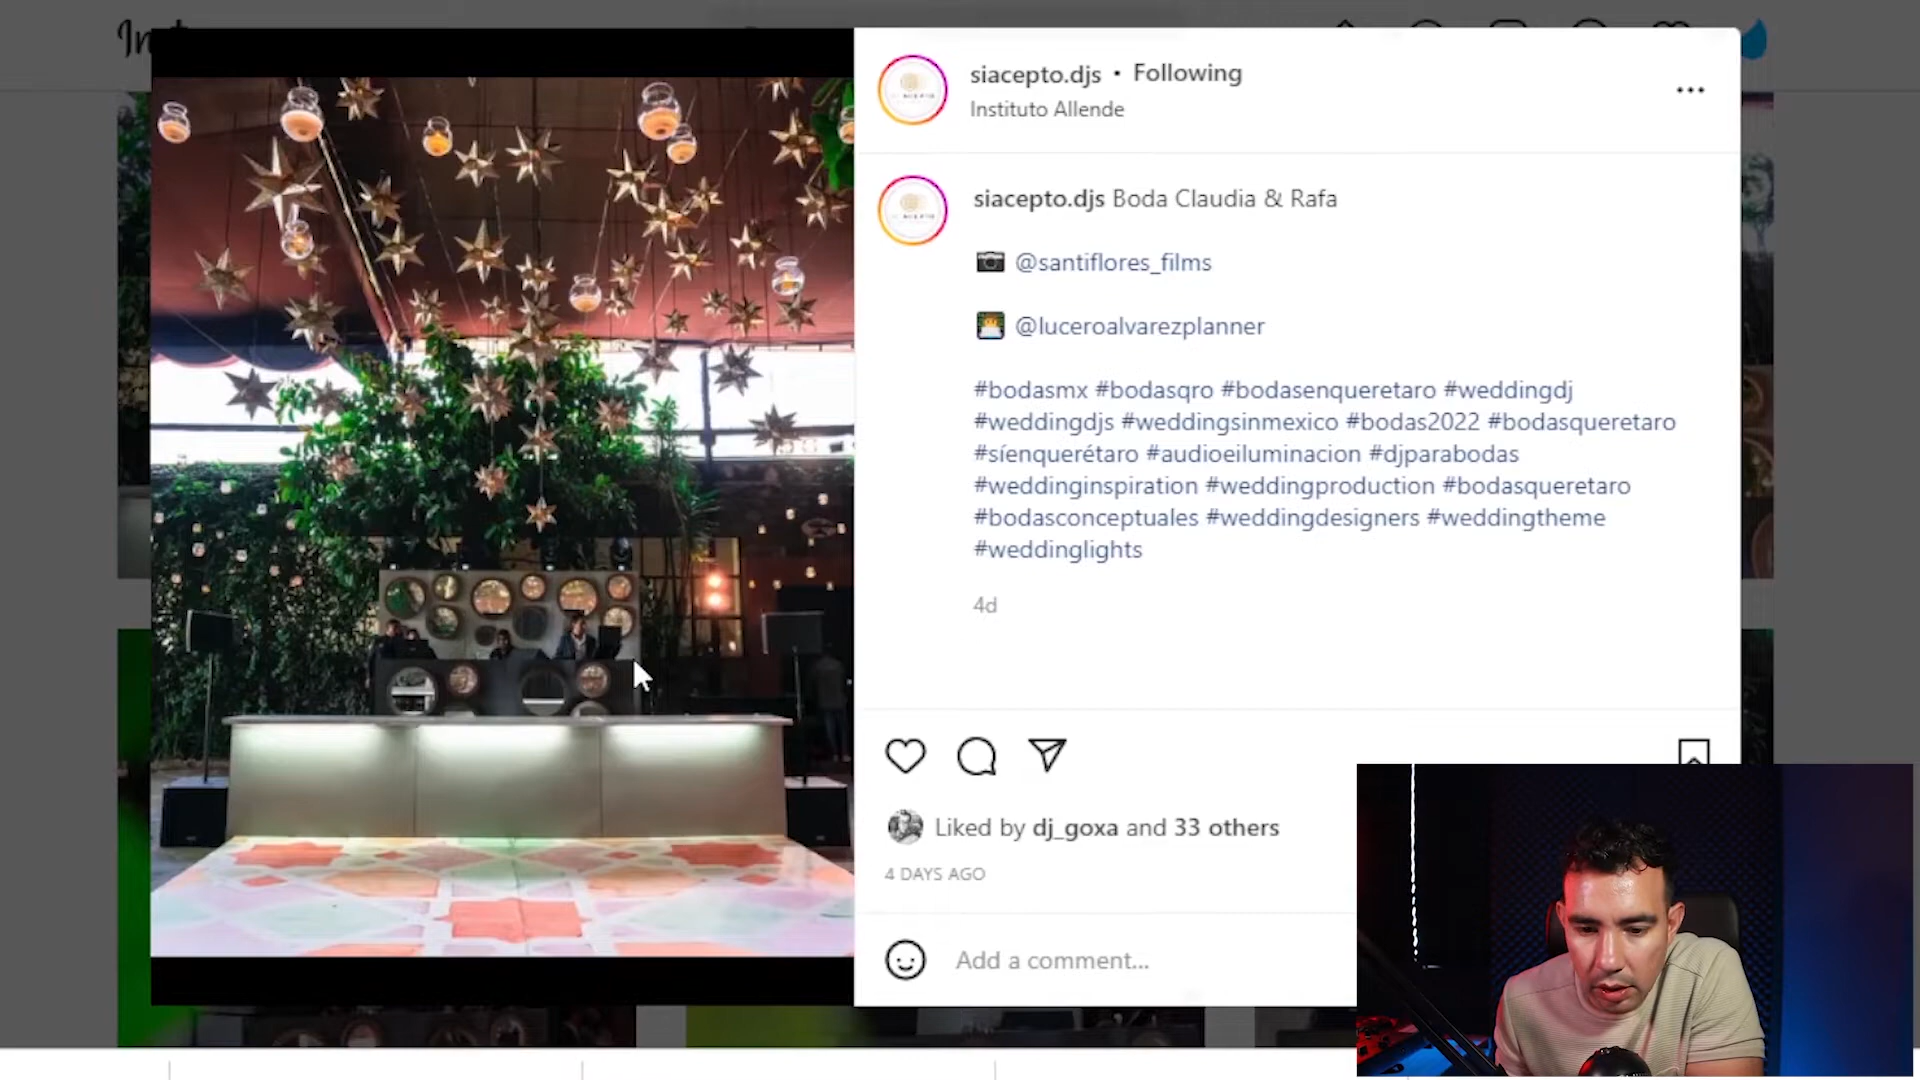 siacepto.djs • Following
Instituto Allende
siacepto.djs Boda Claudia & Rafa
@santiflores_films
@luceroalvarezplanner
#bodasmx #bodasqro #bodasenqueretaro #weddingdj
#weddingdjs #weddingsinmexico #bodas2022 #bodasqueretaro
#síenquerétaro #audioeiluminacion #djparabodas
#weddinginspiration #weddingproduction #bodasqueretaro
#bodasconceptuales #weddingdesigners #weddingtheme
#weddinglights
4d
Liked by dj_goxa and 33 others
4 DAYS AGO
Add a comment...